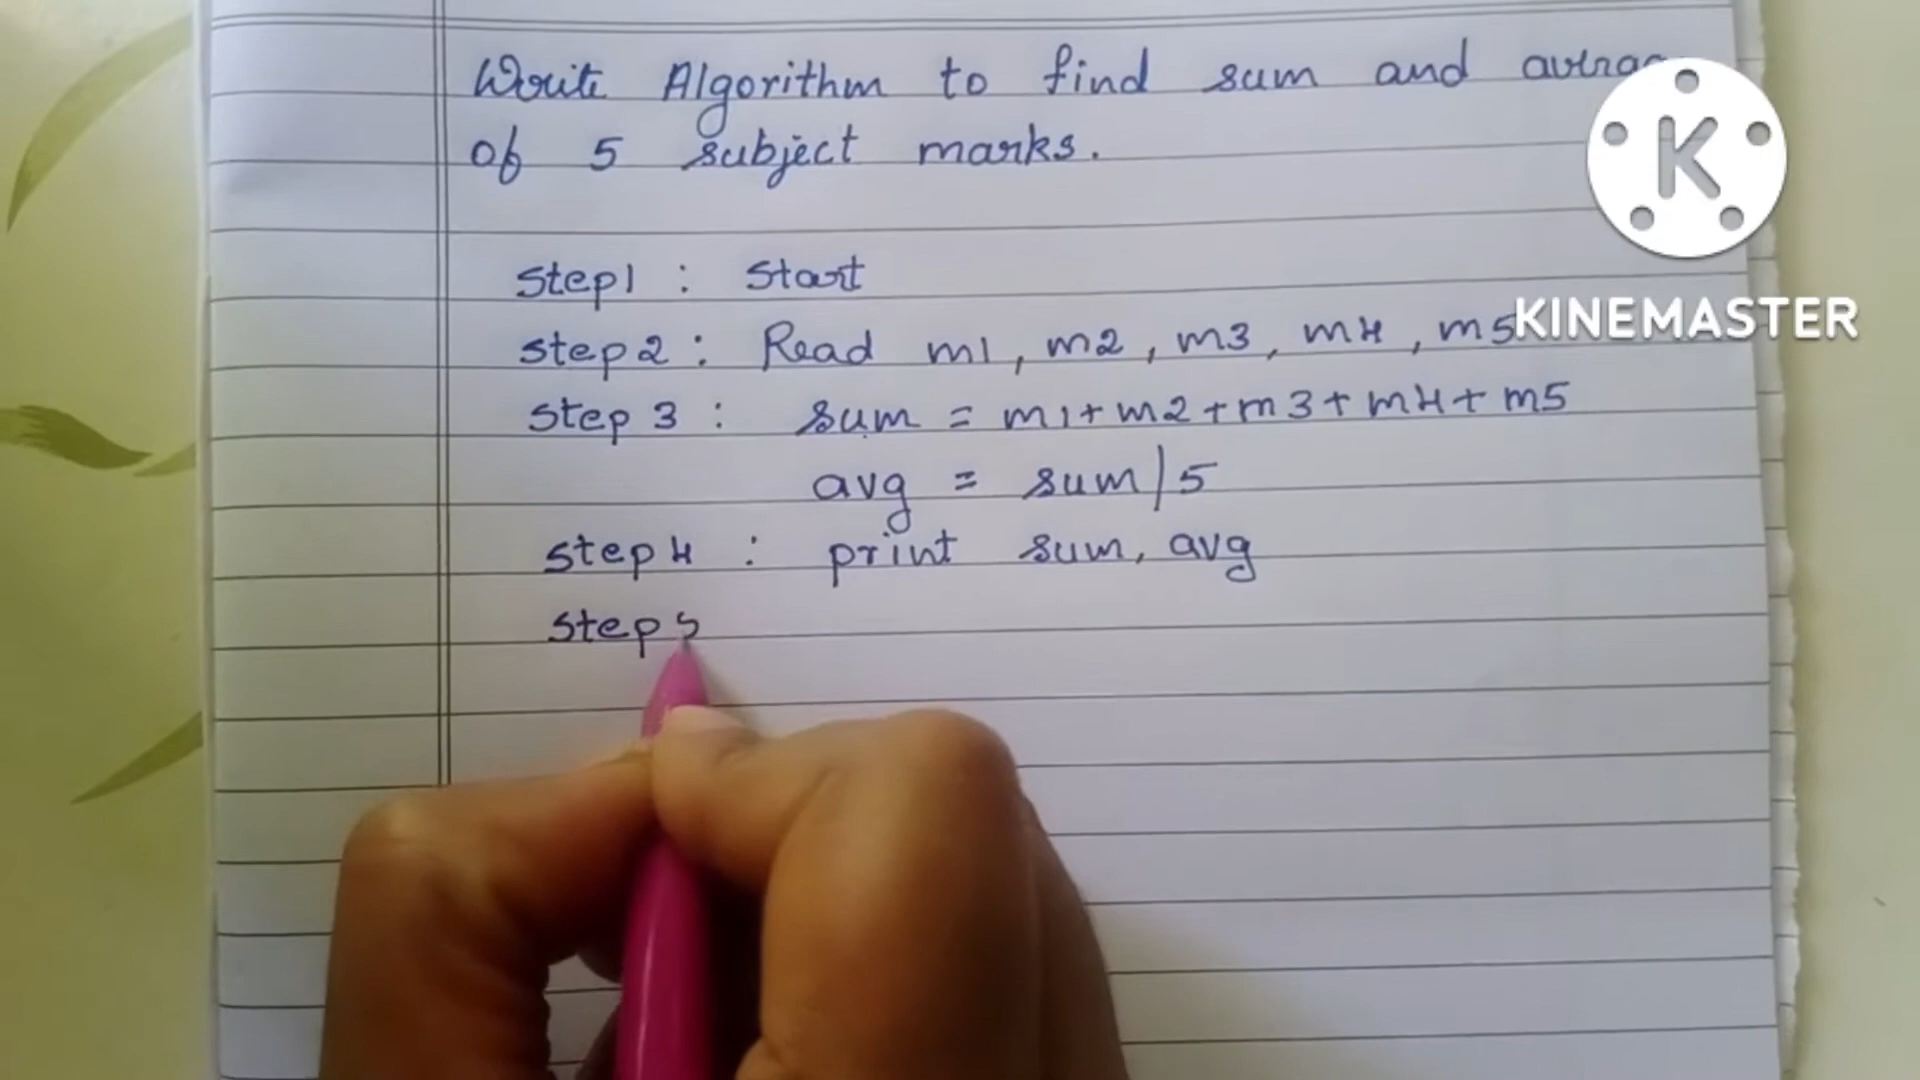 Write Algorithm to find sum and
of 5 subject marks.
Step1 : Start
Step2 : Read m1, m2, m3, m4, m5
Step 3 : sum = m1+m2+m3+m4+m5
avg = sum/5
Step4 : print sum, avg
Step5
K
KINEMASTER